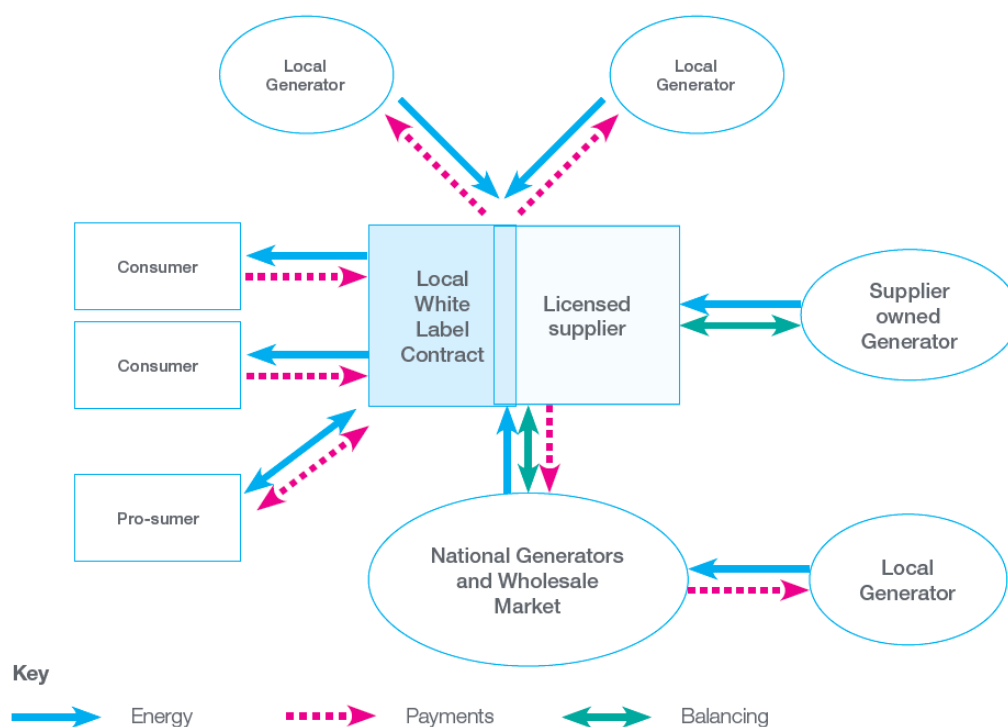 Local
Generator
Local
Generator
Consumer
Consumer
Pro-sumer
Local
White
Label
Contract
Licensed
supplier
Supplier
owned
Generator
National Generators
and Wholesale
Market
Local
Generator
Key
Energy
Payments
Balancing